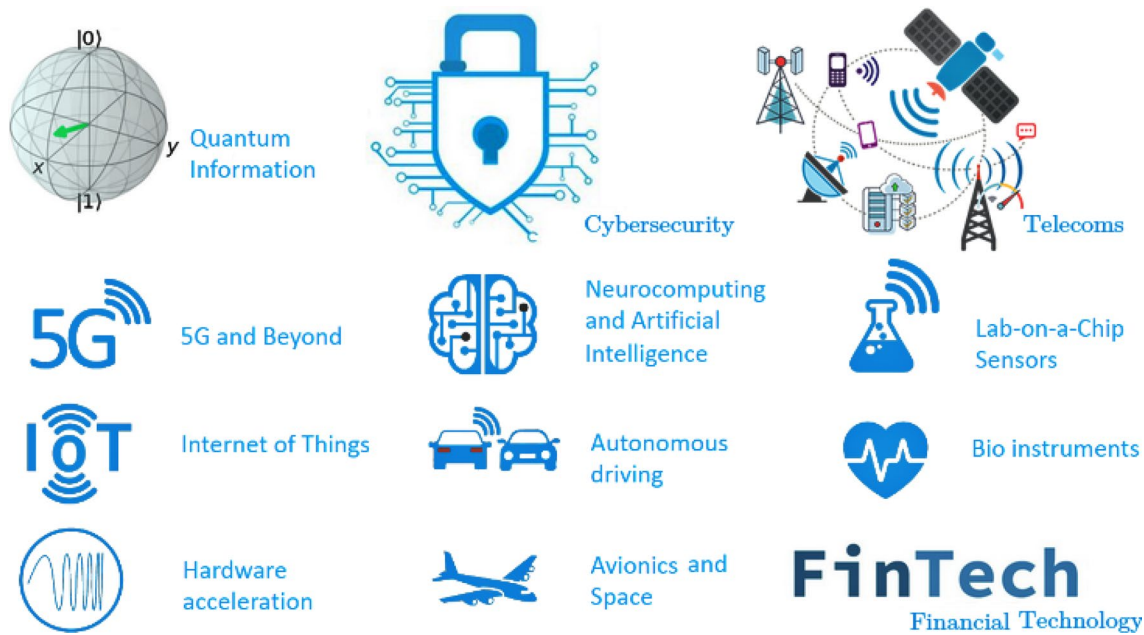 |0⟩
x
y
|1⟩
Quantum
Information
Cybersecurity
Telecoms
5G
5G and Beyond
Neurocomputing
and Artificial
Intelligence
Lab-on-a-Chip
Sensors
IoT
Internet of Things
Autonomous
driving
Bio instruments
Hardware
acceleration
Avionics and
Space
FinTech
Financial Technology